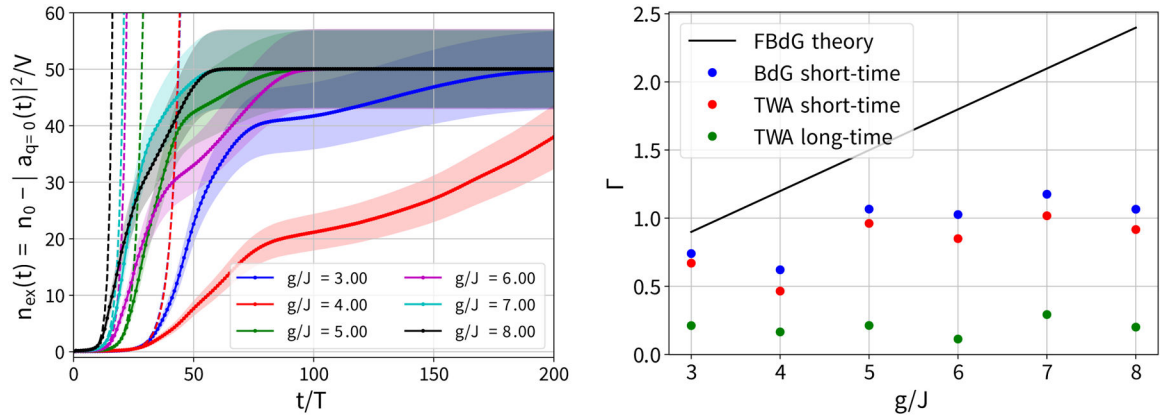 n_ex(t) = n_0 − | a_{q=0}(t)|^2/V
60
50
40
30
20
10
0
g/J = 3.00
g/J = 4.00
g/J = 5.00
g/J = 6.00
g/J = 7.00
g/J = 8.00
0 50 100 150 200
t/T
Γ
2.5
2.0
1.5
1.0
0.5
0.0
FBdG theory
BdG short-time
TWA short-time
TWA long-time
3 4 5 6 7 8
g/J